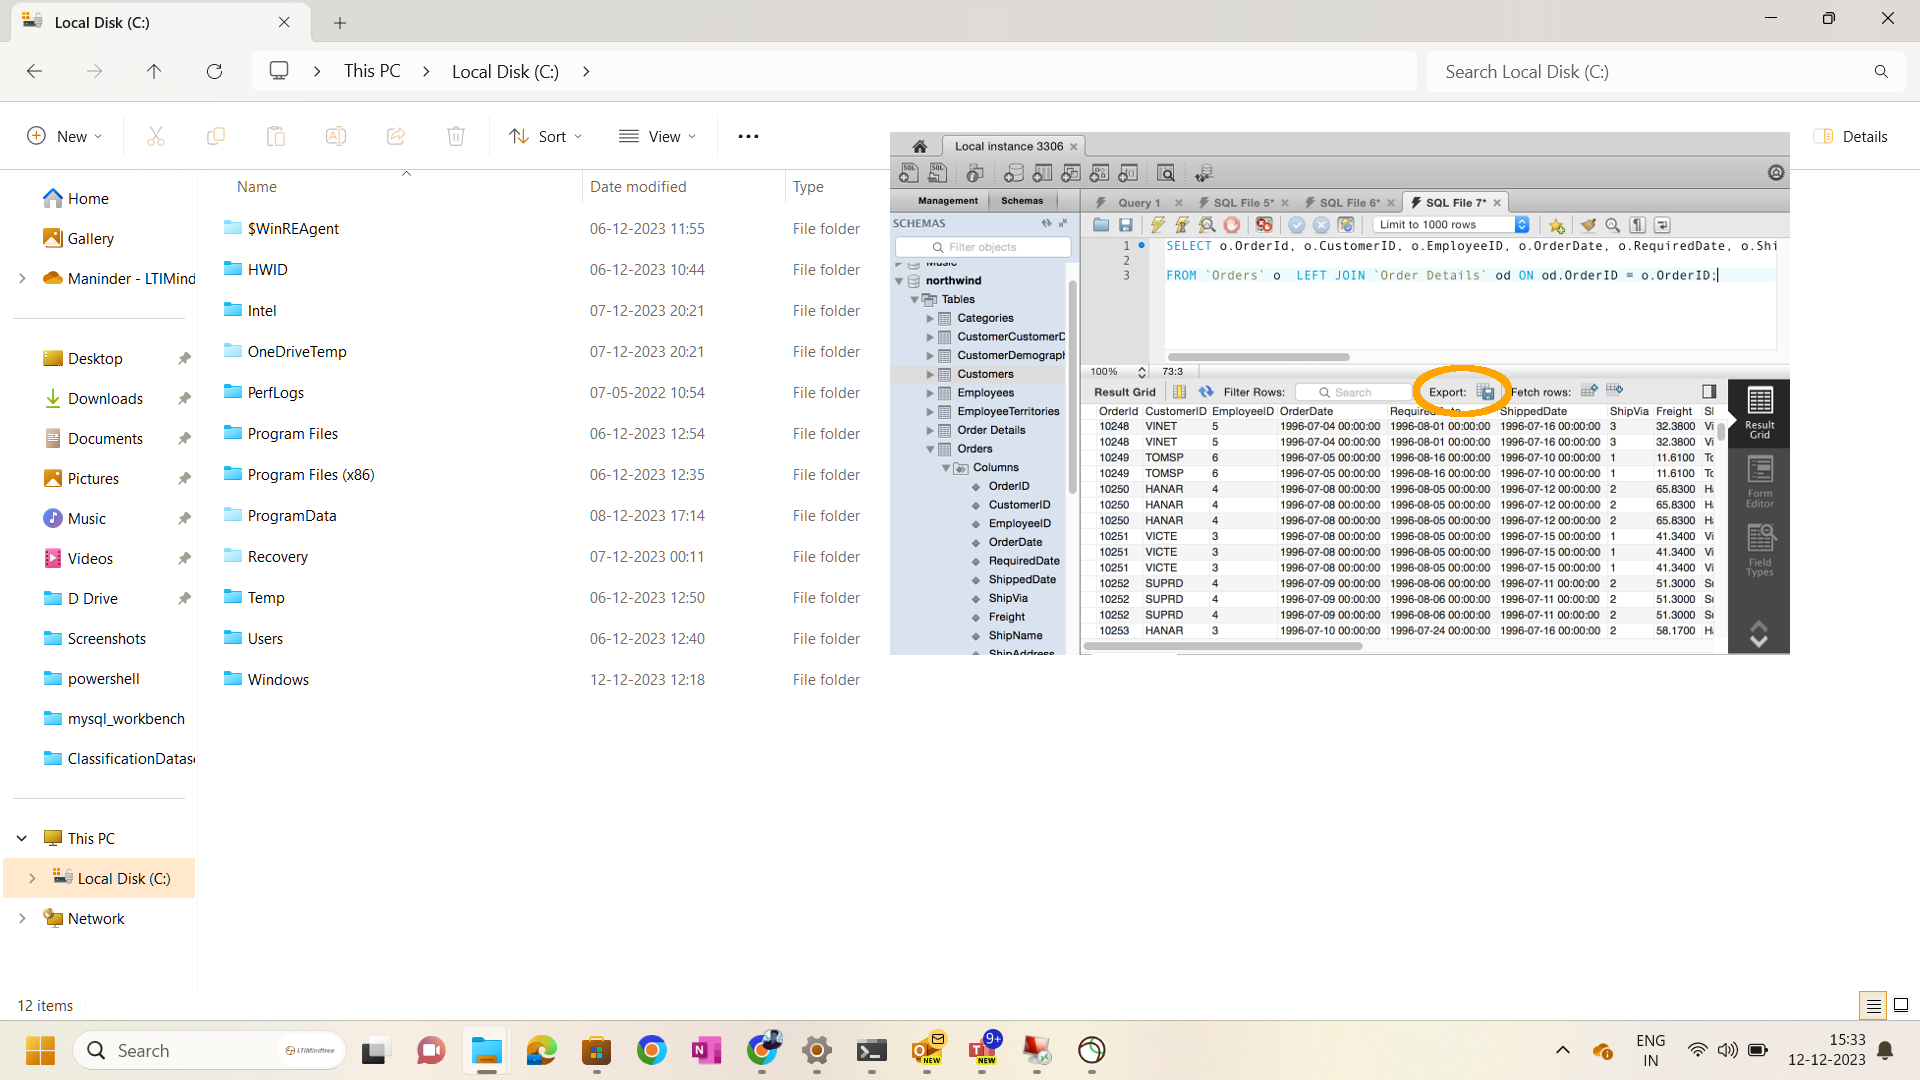 Local Disk (C:)
This PC
Local Disk (C:)
Search Local Disk (C:)
New
Sort
View
Details
Home
Gallery
Maninder - LTIMind
Desktop
Downloads
Documents
Pictures
Music
Videos
D Drive
Screenshots
powershell
mysql_workbench
ClassificationDatas
This PC
Local Disk (C:)
Network
Name Date modified Type
$WinREAgent 06-12-2023 11:55 File folder
HWID 06-12-2023 10:44 File folder
Intel 07-12-2023 20:21 File folder
OneDriveTemp 07-12-2023 20:21 File folder
PerfLogs 07-05-2022 10:54 File folder
Program Files 06-12-2023 12:54 File folder
Program Files (x86) 06-12-2023 12:35 File folder
ProgramData 08-12-2023 17:14 File folder
Recovery 07-12-2023 00:11 File folder
Temp 06-12-2023 12:50 File folder
Users 06-12-2023 12:40 File folder
Windows 12-12-2023 12:18 File folder
Local instance 3306
Management Schemas
SCHEMAS
Filter objects
northwind
Tables
Categories
CustomerCustomerD
CustomerDemograph
Customers
Employees
EmployeeTerritories
Order Details
Orders
Columns
OrderID
CustomerID
EmployeeID
OrderDate
RequiredDate
ShippedDate
ShipVia
Freight
ShipName
ShipAddress
Query 1 SQL File 5* SQL File 6* SQL File 7*
Limit to 1000 rows
1 SELECT o.OrderId, o.CustomerID, o.EmployeeID, o.OrderDate, o.RequiredDate, o.Shi
2
3 FROM `Orders` o LEFT JOIN `Order Details` od ON od.OrderID = o.OrderID;
100% 73:3
Result Grid Filter Rows: Search Export: Fetch rows:
OrderId CustomerID EmployeeID OrderDate RequiredDate ShippedDate ShipVia Freight SI
10248 VINET 5 1996-07-04 00:00:00 1996-08-01 00:00:00 1996-07-16 00:00:00 3 32.3800 Vi
10248 VINET 5 1996-07-04 00:00:00 1996-08-01 00:00:00 1996-07-16 00:00:00 3 32.3800 Vi
10249 TOMSP 6 1996-07-05 00:00:00 1996-08-16 00:00:00 1996-07-10 00:00:00 1 11.6100 To
10249 TOMSP 6 1996-07-05 00:00:00 1996-08-16 00:00:00 1996-07-10 00:00:00 1 11.6100 To
10250 HANAR 4 1996-07-08 00:00:00 1996-08-05 00:00:00 1996-07-12 00:00:00 2 65.8300 H
10250 HANAR 4 1996-07-08 00:00:00 1996-08-05 00:00:00 1996-07-12 00:00:00 2 65.8300 H
10250 HANAR 4 1996-07-08 00:00:00 1996-08-05 00:00:00 1996-07-12 00:00:00 2 65.8300 H
10251 VICTE 3 1996-07-08 00:00:00 1996-08-05 00:00:00 1996-07-15 00:00:00 1 41.3400 Vi
10251 VICTE 3 1996-07-08 00:00:00 1996-08-05 00:00:00 1996-07-15 00:00:00 1 41.3400 Vi
10251 VICTE 3 1996-07-08 00:00:00 1996-08-05 00:00:00 1996-07-15 00:00:00 1 41.3400 Vi
10252 SUPRD 4 1996-07-09 00:00:00 1996-08-06 00:00:00 1996-07-11 00:00:00 2 51.3000 Su
10252 SUPRD 4 1996-07-09 00:00:00 1996-08-06 00:00:00 1996-07-11 00:00:00 2 51.3000 Su
10252 SUPRD 4 1996-07-09 00:00:00 1996-08-06 00:00:00 1996-07-11 00:00:00 2 51.3000 Su
10253 HANAR 3 1996-07-10 00:00:00 1996-07-24 00:00:00 1996-07-16 00:00:00 2 58.1700 H
Result
Grid
Form
Editor
Field
Types
12 items
Search
LTIMindtree
NEW
9+
NEW
ENG
IN
15:33
12-12-2023